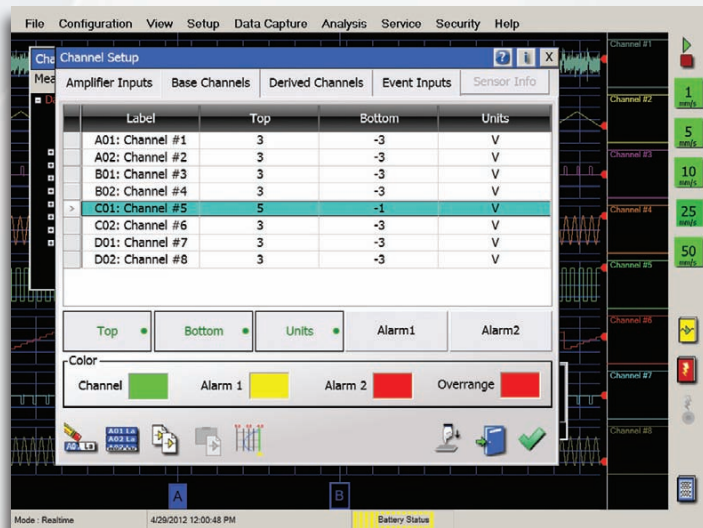 File Configuration View Setup Data Capture Analysis Service Security Help
Channel #1
Cha Channel Setup ? i X
Mea Amplifier Inputs Base Channels Derived Channels Event Inputs Sensor Info
1
mm/s
Channel #2
Label Top Bottom Units
5
mm/s
A01: Channel #1 3 -3 V
A02: Channel #2 3 -3 V
Channel #3
B01: Channel #3 3 -3 V
10
mm/s
B02: Channel #4 3 -3 V
> C01: Channel #5 5 -1 V
Channel #4
25
mm/s
C02: Channel #6 3 -3 V
D01: Channel #7 3 -3 V
50
mm/s
D02: Channel #8 3 -3 V
Channel #5
Channel #6
Top Bottom Units Alarm1 Alarm2
Color
Channel #7
Channel Alarm 1 Alarm 2 Overrange
Channel #8
A01 La
A02 La
A B
Mode : Realtime 4/29/2012 12:00:48 PM Battery Status